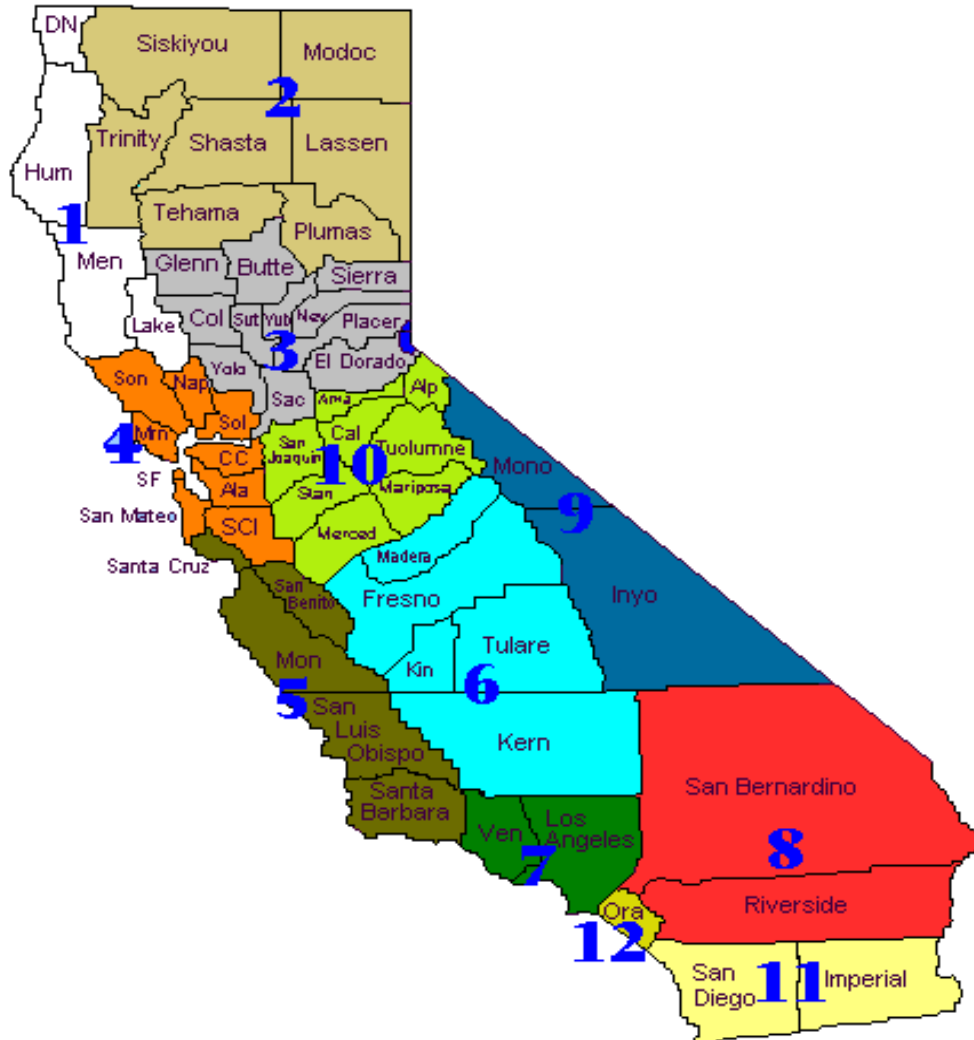 DN
Siskiyou
Modoc
2
Trinity
Shasta
Lassen
Hum
Tehama
1
Plumas
Men
Glenn
Butte
Sierra
Lake
Col
Sut
Yub
Nev
Placer
3
Yolo
El Dorado
Son
Nap
Sac
Ama
Alp
Sol
Mrn
4
Cal
San
Joaquin
Tuolumne
10
CC
Mono
SF
Ala
Stan
Mariposa
9
San Mateo
SCl
Merced
Madera
Santa Cruz
San
Benito
Fresno
Inyo
Tulare
Mon
Kin
6
5
San
Luis
Obispo
Kern
San Bernardino
Santa
Barbara
Ven
Los
Angeles
7
8
Ora
Riverside
12
San
Diego
11
Imperial